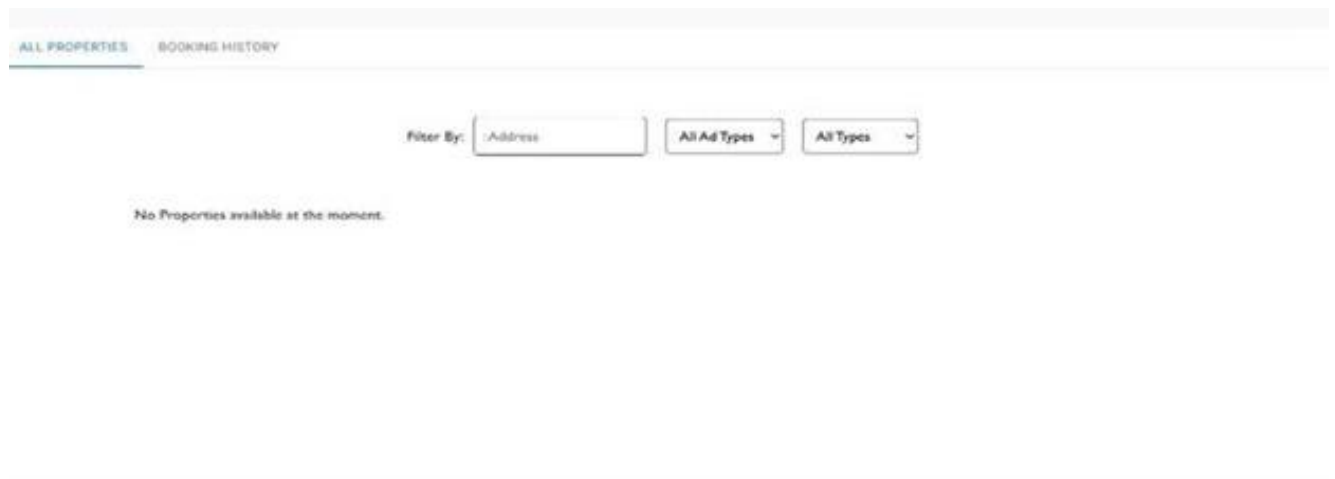 ALL PROPERTIES BOOKING HISTORY
Filter By: :Address All Ad Types All Types
No Properties available at the moment.